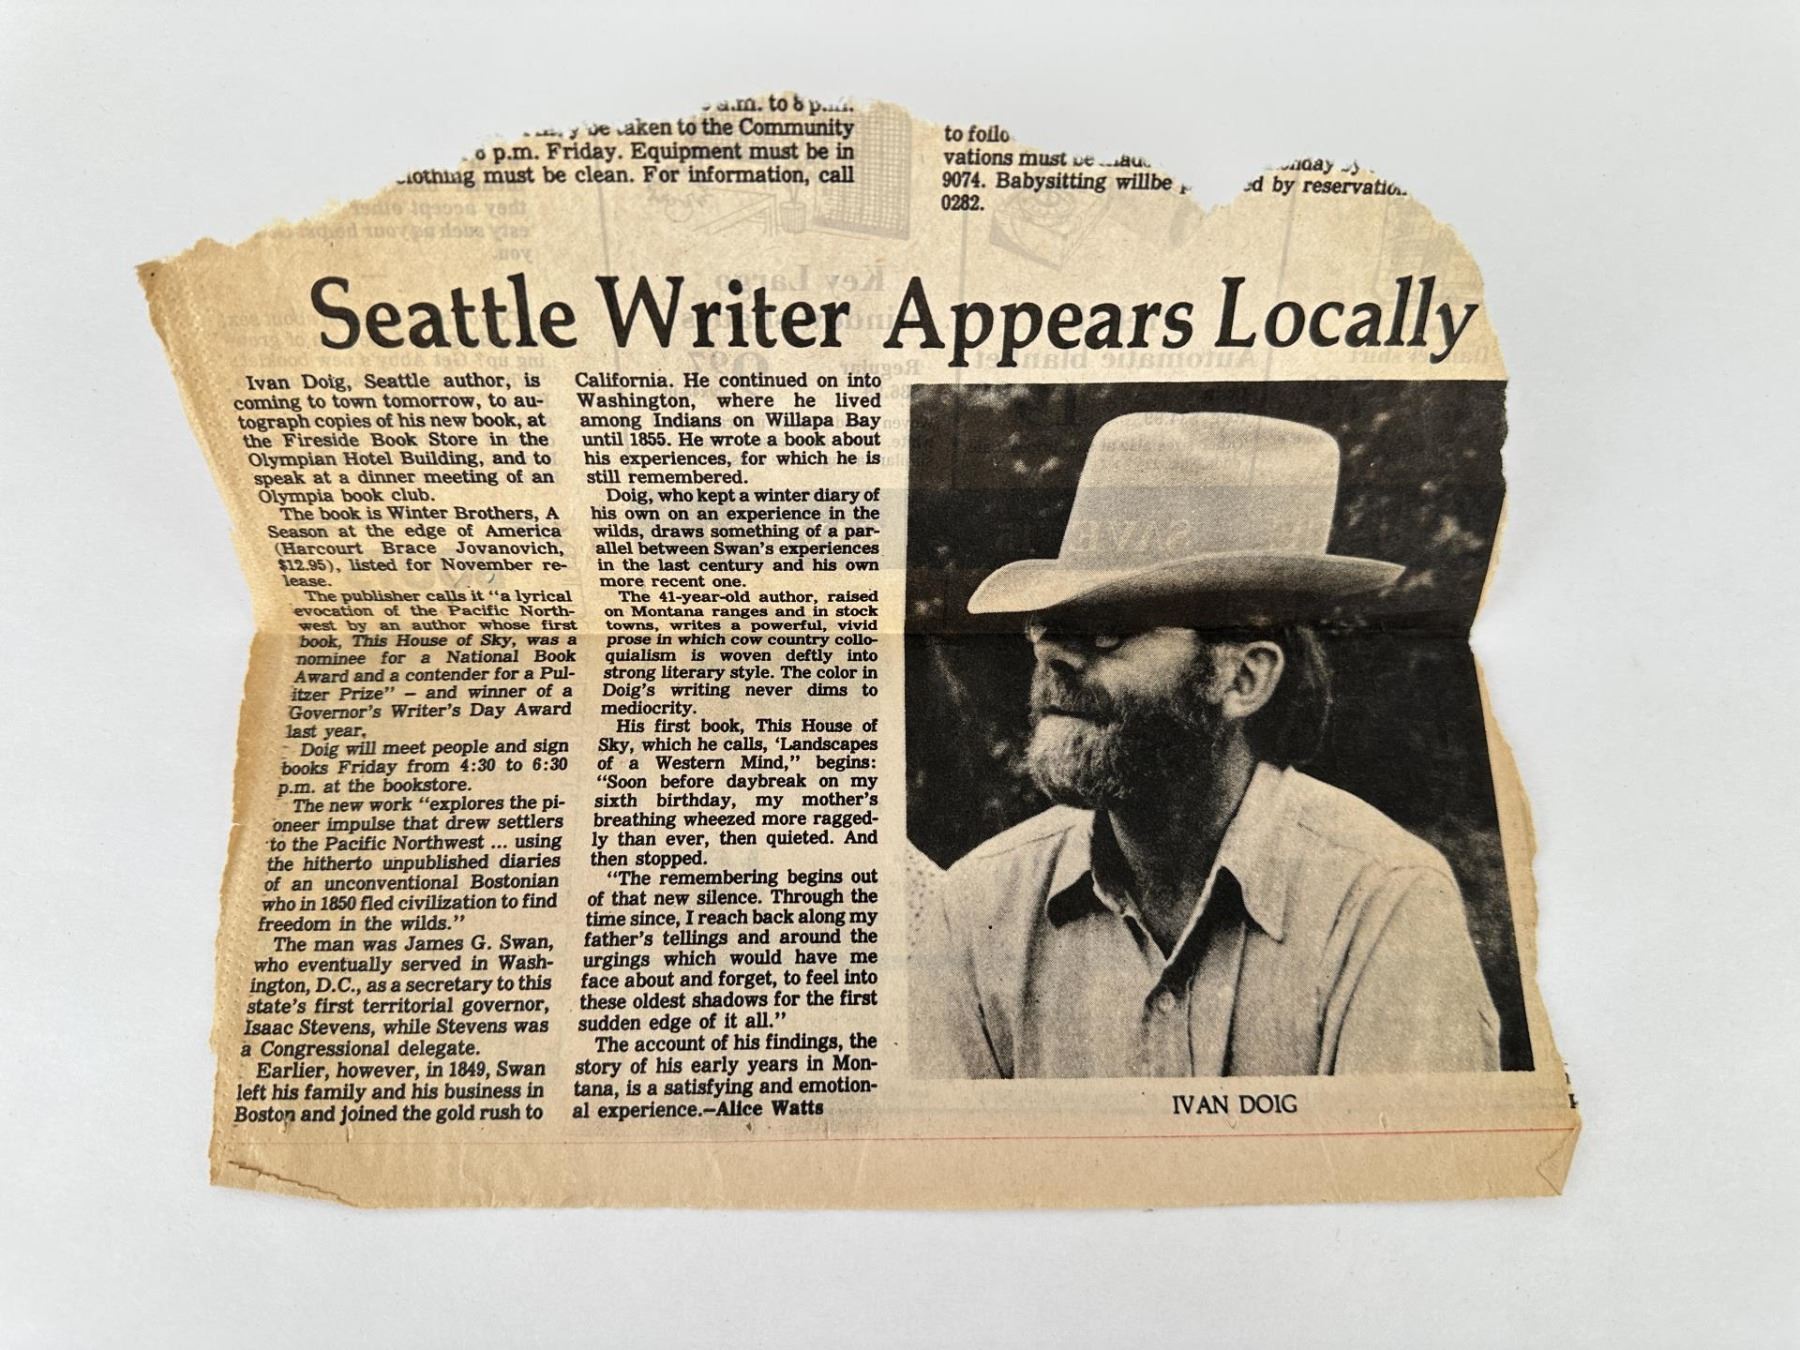 a.m. to 8 p.m.
be taken to the Community
8 p.m. Friday. Equipment must be in
clothing must be clean. For information, call
to follo
vations must be
9074. Babysitting willbe
by reservation
0282.
Seattle Writer Appears Locally
Ivan Doig, Seattle author, is
coming to town tomorrow, to au-
tograph copies of his new book, at
the Fireside Book Store in the
Olympian Hotel Building, and to
speak at a dinner meeting of an
Olympia book club.
The book is Winter Brothers, A
Season at the edge of America
(Harcourt Brace Jovanovich,
$12.95), listed for November re-
lease.
The publisher calls it “a lyrical
evocation of the Pacific North-
west by an author whose first
book, This House of Sky, was a
nominee for a National Book
Award and a contender for a Pul-
itzer Prize” — and winner of a
Governor's Writer's Day Award
last year.
Doig will meet people and sign
books Friday from 4:30 to 6:30
p.m. at the bookstore.
The new work “explores the pi-
oneer impulse that drew settlers
to the Pacific Northwest ... using
the hitherto unpublished diaries
of an unconventional Bostonian
who in 1850 fled civilization to find
freedom in the wilds.”
The man was James G. Swan,
who eventually served in Wash-
ington, D.C., as a secretary to this
state's first territorial governor,
Isaac Stevens, while Stevens was
a Congressional delegate.
Earlier, however, in 1849, Swan
left his family and his business in
Boston and joined the gold rush to
California. He continued on into
Washington, where he lived
among Indians on Willapa Bay
until 1855. He wrote a book about
his experiences, for which he is
still remembered.
Doig, who kept a winter diary of
his own on an experience in the
wilds, draws something of a par-
allel between Swan's experiences
in the last century and his own
more recent one.
The 41-year-old author, raised
on Montana ranges and in stock
towns, writes a powerful, vivid
prose in which cow country collo-
quialism is woven deftly into
strong literary style. The color in
Doig's writing never dims to
mediocrity.
His first book, This House of
Sky, which he calls, ‘Landscapes
of a Western Mind,” begins:
“Soon before daybreak on my
sixth birthday, my mother's
breathing wheezed more ragged-
ly than ever, then quieted. And
then stopped.
“The remembering begins out
of that new silence. Through the
time since, I reach back along my
father's tellings and around the
urgings which would have me
face about and forget, to feel into
these oldest shadows for the first
sudden edge of it all.”
The account of his findings, the
story of his early years in Mon-
tana, is a satisfying and emotion-
al experience.—Alice Watts
IVAN DOIG